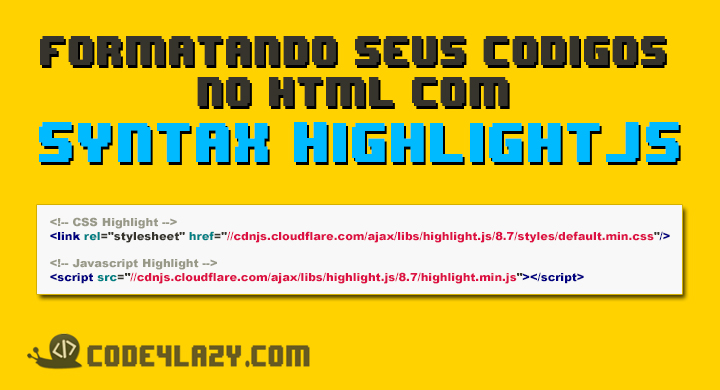 FORMATANDO SEUS CODIGOS
NO HTML COM
SYNTAX HIGHLIGHTJS
<!-- CSS Highlight -->
<link rel="stylesheet" href="//cdnjs.cloudflare.com/ajax/libs/highlight.js/8.7/styles/default.min.css"/>
<!-- Javascript Highlight -->
<script src="//cdnjs.cloudflare.com/ajax/libs/highlight.js/8.7/highlight.min.js"></script>
</> CODE4LAZY.COM